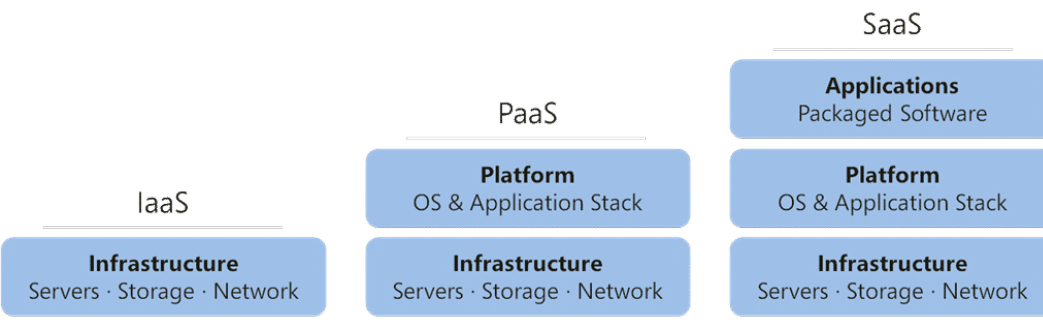 IaaS
Infrastructure
Servers · Storage · Network
PaaS
Platform
OS & Application Stack
Infrastructure
Servers · Storage · Network
SaaS
Applications
Packaged Software
Platform
OS & Application Stack
Infrastructure
Servers · Storage · Network